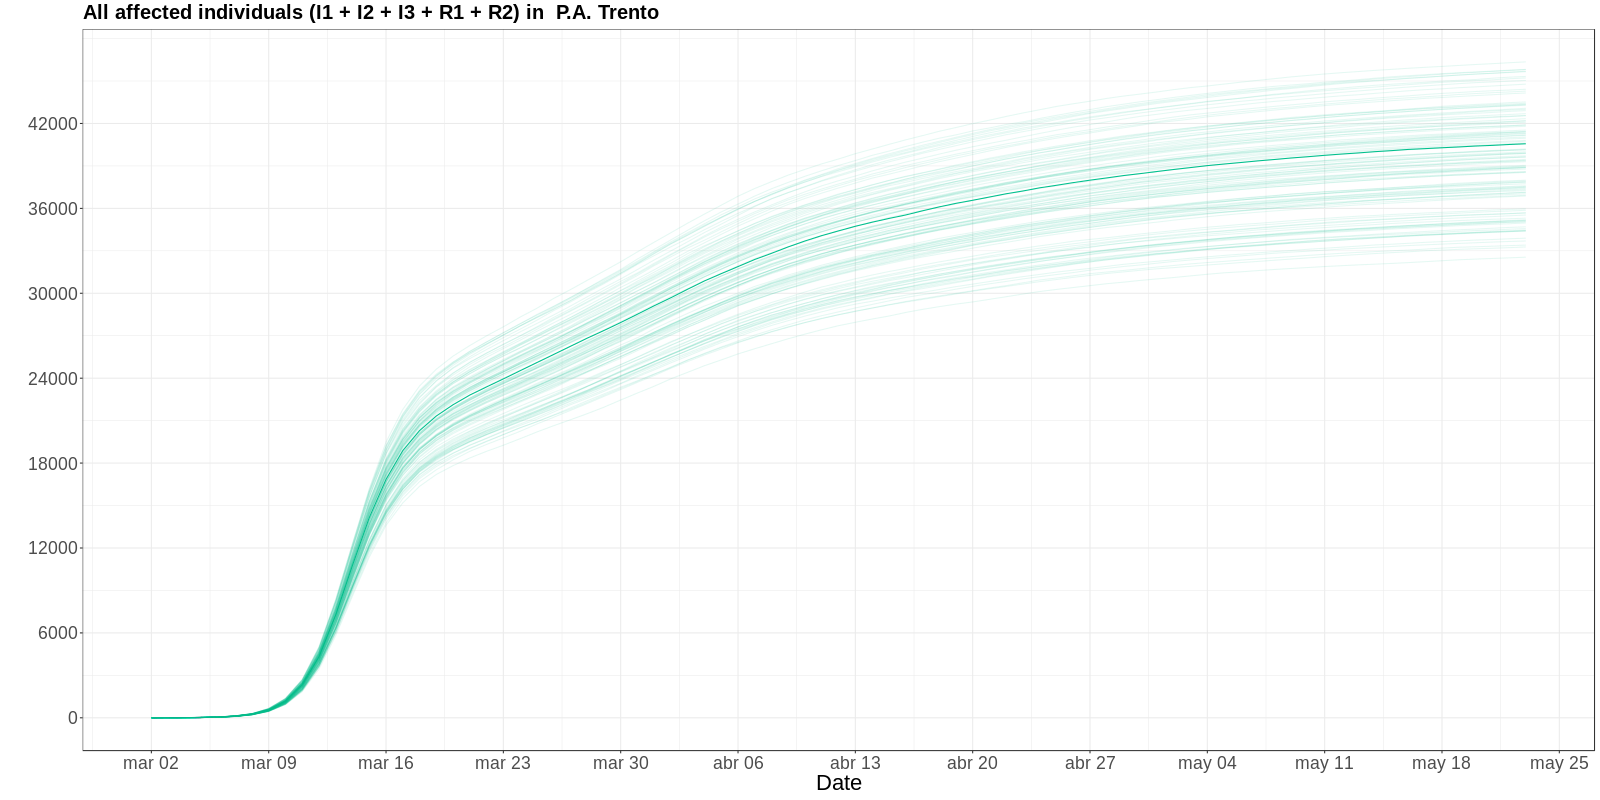 All affected individuals (I1 + I2 + I3 + R1 + R2) in  P.A. Trento
42000
36000
30000
24000
18000
12000
6000
0
mar 02 mar 09 mar 16 mar 23 mar 30 abr 06 abr 13 abr 20 abr 27 may 04 may 11 may 18 may 25
Date